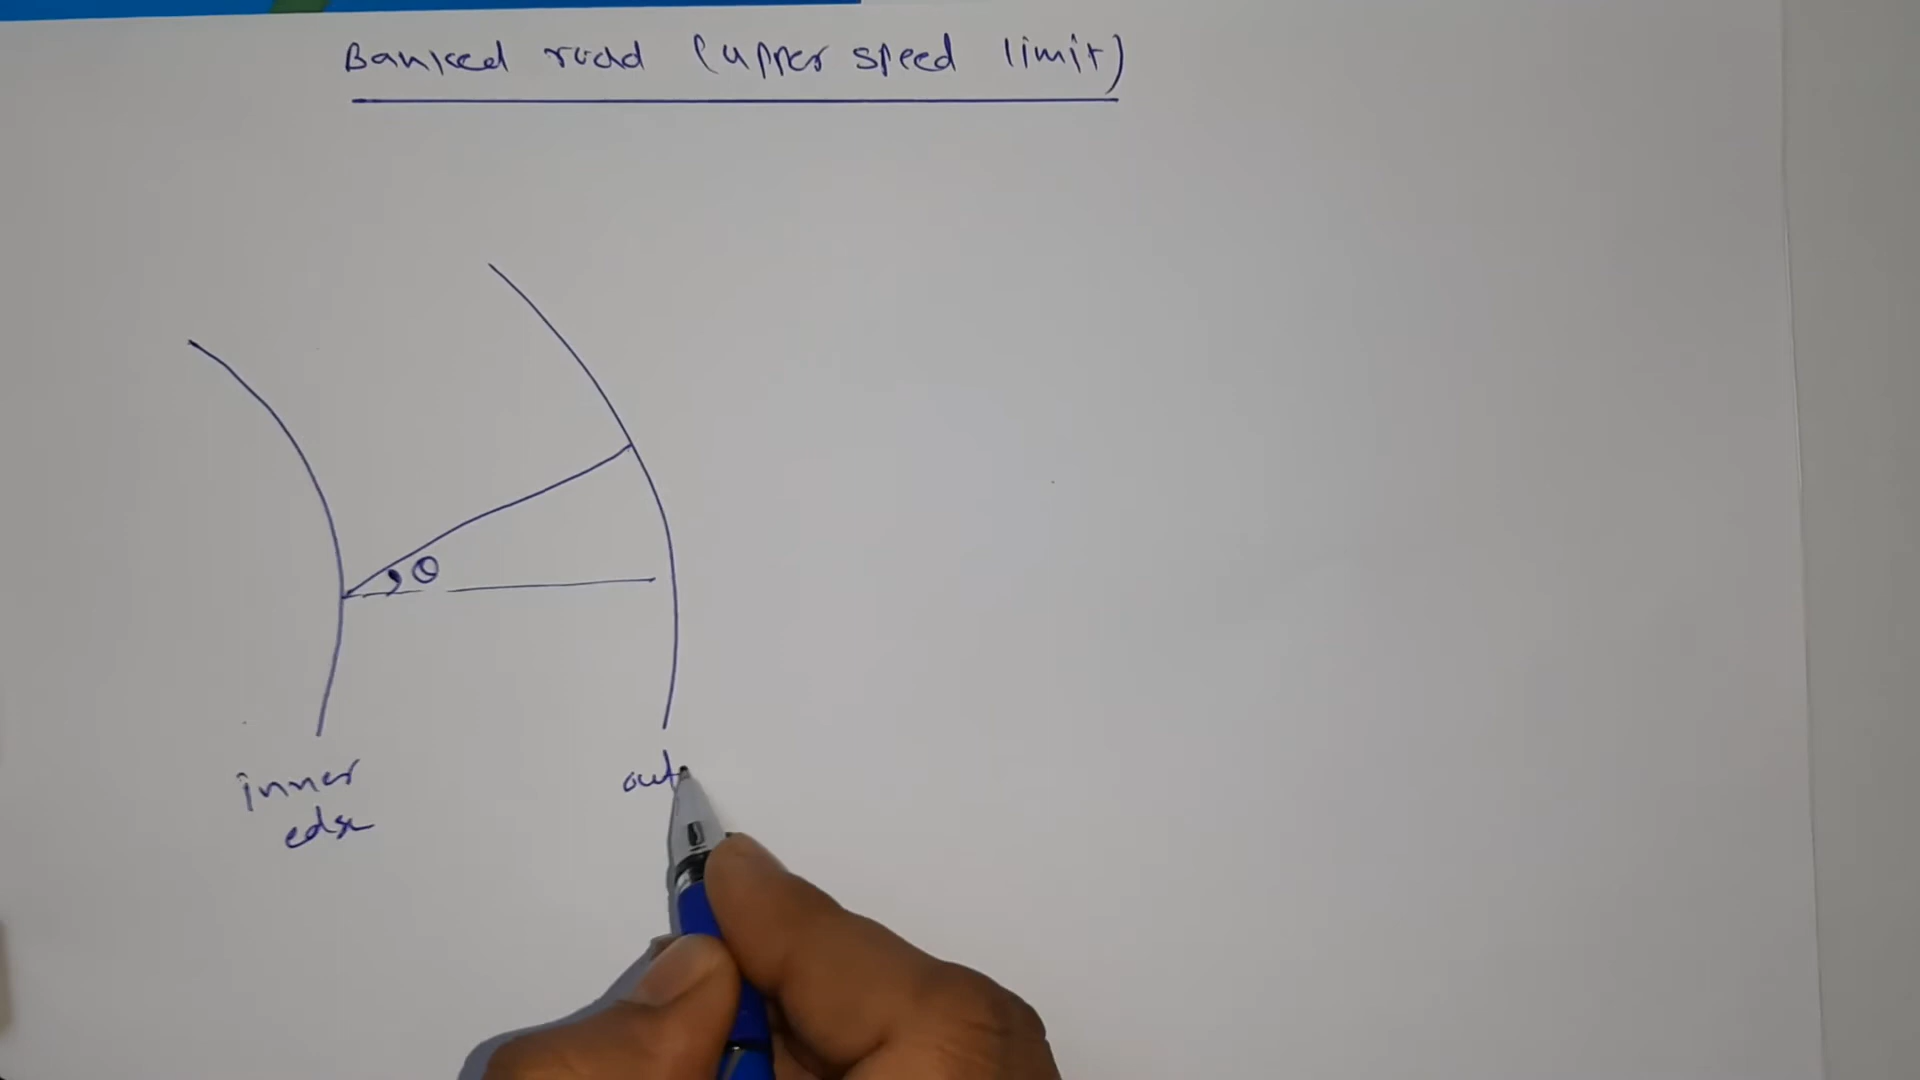 Banked road (upper speed limit)
θ
inner
edge
out